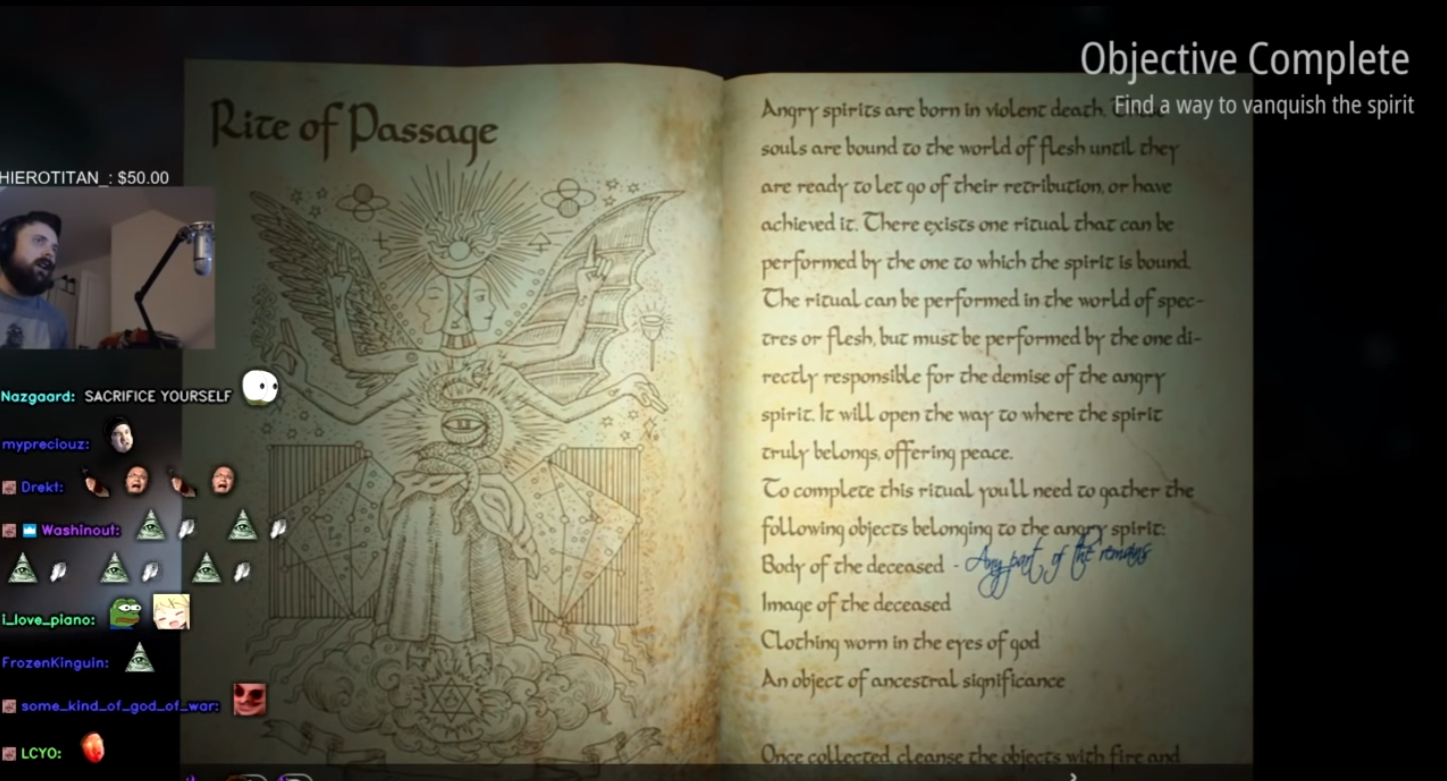 Objective Complete
Find a way to vanquish the spirit
Rite of Passage
Angry spirits are born in violent death.
souls are bound to the world of flesh until they
are ready to let go of their retribution, or have
achieved it. There exists one ritual that can be
performed by the one to which the spirit is bound.
The ritual can be performed in the world of spec-
tres or flesh, but must be performed by the one di-
rectly responsible for the demise of the angry
spirit. It will open the way to where the spirit
truly belongs, offering peace.
To complete this ritual you'll need to gather the
following objects belonging to the angry spirit:
Body of the deceased - Any part of the remains
Image of the deceased
Clothing worn in the eyes of god
An object of ancestral significance
Once collected cleanse the objects with fire and
HIEROTITAN_: $50.00
Nazgaard: SACRIFICE YOURSELF
mypreciouz:
Drekt:
Washinout:
i_love_piano:
FrozenKinguin:
some_kind_of_god_of_war:
LCYO: